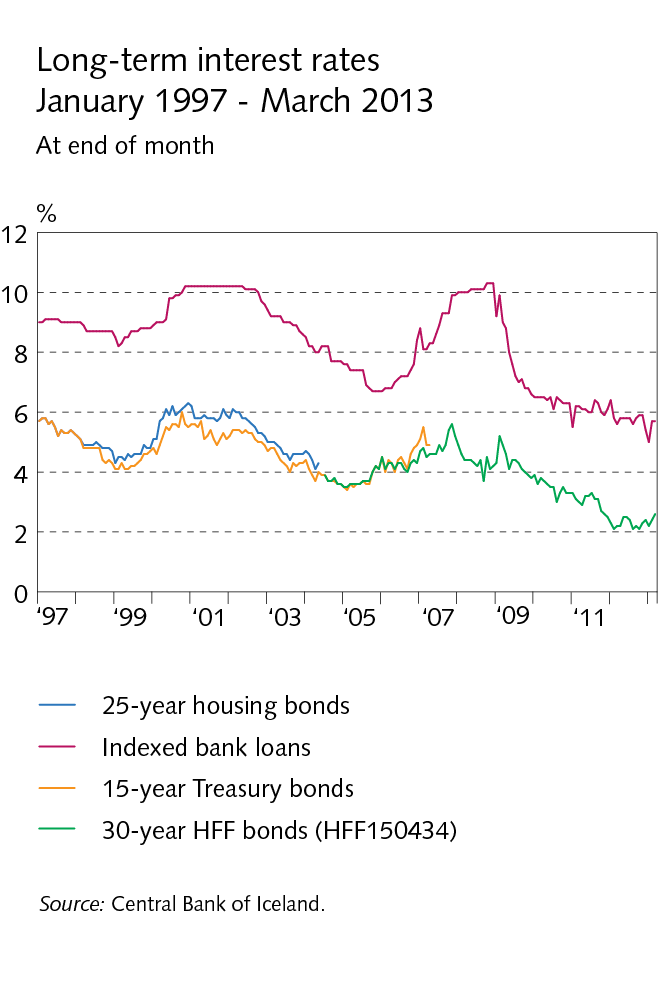 Long-term interest rates
January 1997 - March 2013
At end of month
%
12
10
8
6
4
2
0
‘97 ‘99 ‘01 ‘03 ‘05 ‘07 ‘09 ‘11
25-year housing bonds
Indexed bank loans
15-year Treasury bonds
30-year HFF bonds (HFF150434)
Source: Central Bank of Iceland.